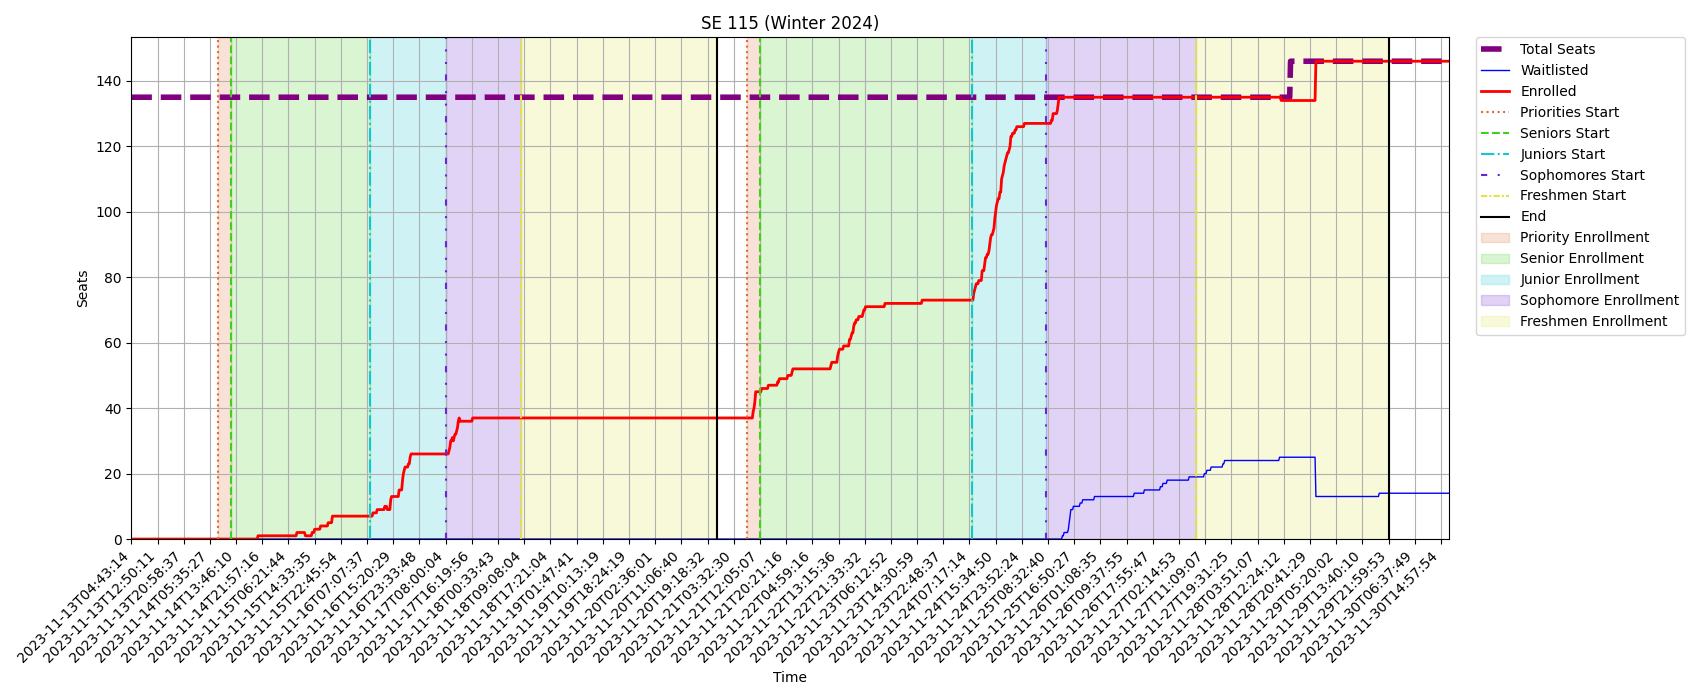 SE 115 (Winter 2024)
Seats
140
120
100
80
60
40
20
0
2023-11-13T04:43:14
2023-11-13T12:50:11
2023-11-13T20:58:37
2023-11-14T05:35:27
2023-11-14T13:46:10
2023-11-14T21:57:16
2023-11-15T06:21:44
2023-11-15T14:33:35
2023-11-15T22:45:54
2023-11-16T07:07:37
2023-11-16T15:20:29
2023-11-16T23:33:48
2023-11-17T08:00:04
2023-11-17T16:19:56
2023-11-18T00:33:43
2023-11-18T09:08:04
2023-11-18T17:21:04
2023-11-19T01:47:41
2023-11-19T10:13:19
2023-11-19T18:24:19
2023-11-20T02:36:01
2023-11-20T11:06:40
2023-11-20T19:18:32
2023-11-21T03:32:30
2023-11-21T12:05:07
2023-11-21T20:21:16
2023-11-22T04:59:16
2023-11-22T13:15:36
2023-11-22T21:33:32
2023-11-23T06:12:52
2023-11-23T14:30:59
2023-11-23T22:48:37
2023-11-24T07:17:14
2023-11-24T15:34:50
2023-11-24T23:52:24
2023-11-25T08:32:40
2023-11-25T16:50:27
2023-11-26T01:08:35
2023-11-26T09:37:55
2023-11-26T17:55:47
2023-11-27T02:14:53
2023-11-27T11:09:07
2023-11-27T19:31:25
2023-11-28T03:51:07
2023-11-28T12:24:12
2023-11-28T20:41:29
2023-11-29T05:20:02
2023-11-29T13:40:10
2023-11-29T21:59:53
2023-11-30T06:37:49
2023-11-30T14:57:54
Time
Total Seats
Waitlisted
Enrolled
Priorities Start
Seniors Start
Juniors Start
Sophomores Start
Freshmen Start
End
Priority Enrollment
Senior Enrollment
Junior Enrollment
Sophomore Enrollment
Freshmen Enrollment